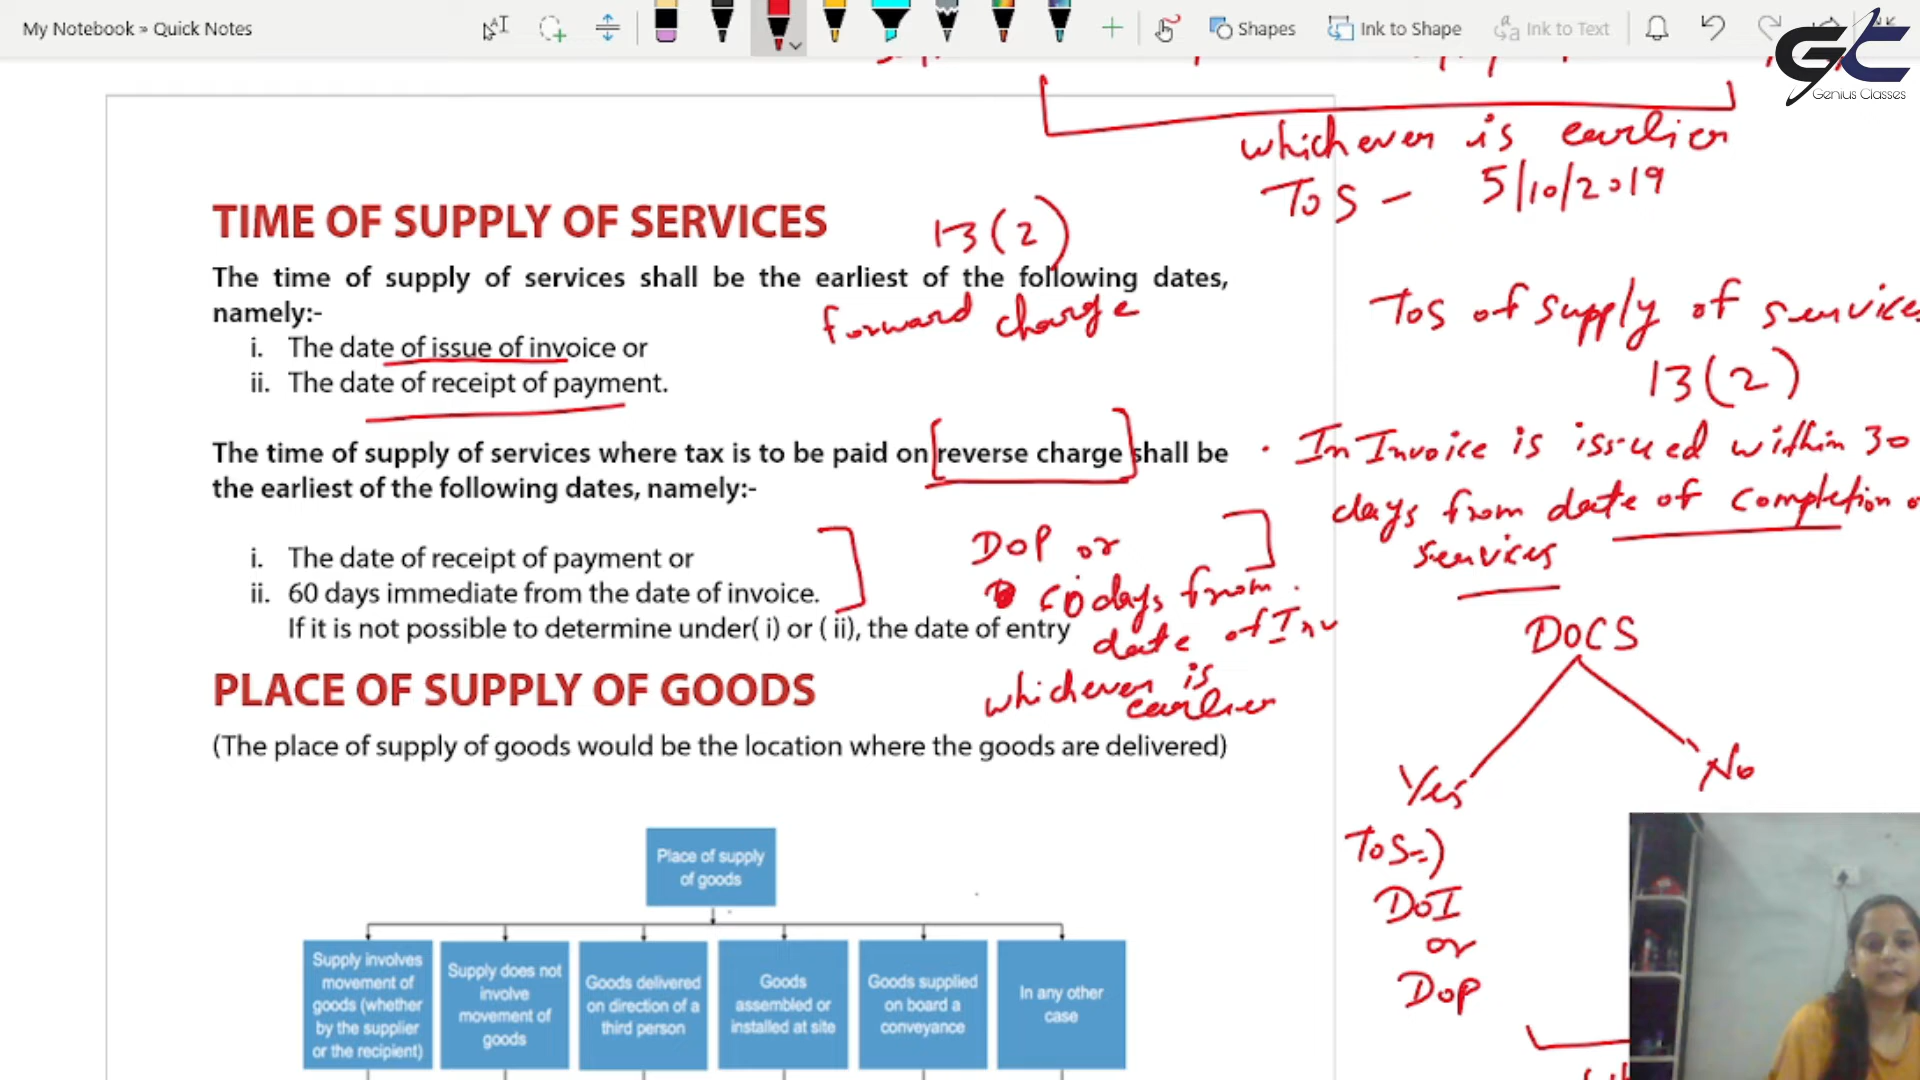 My Notebook » Quick Notes
Shapes
Ink to Shape
Ink to Text
GC
Genius Classes
whichever is earlier
ToS - 5/10/2019
TIME OF SUPPLY OF SERVICES
13(2)
The time of supply of services shall be the earliest of the following dates,
namely:-
forward charge
i. The date of issue of invoice or
ii. The date of receipt of payment.
The time of supply of services where tax is to be paid on reverse charge shall be
the earliest of the following dates, namely:-
i. The date of receipt of payment or
ii. 60 days immediate from the date of invoice.
If it is not possible to determine under( i) or ( ii), the date of entry
DOP or
60 days from
date of Inv
whichever is
earlier
PLACE OF SUPPLY OF GOODS
(The place of supply of goods would be the location where the goods are delivered)
Place of supply
of goods
Supply involves
movement of
goods (whether
by the supplier
or the recipient)
Supply does not
involve
movement of
goods
Goods delivered
on direction of a
third person
Goods
assembled or
installed at site
Goods supplied
on board a
conveyance
In any other
case
ToS of supply of services
13(2)
. In Invoice is issued within 30
days from date of completion o
services
DOCS
Yes
No
ToS=)
DOI
or
DOP